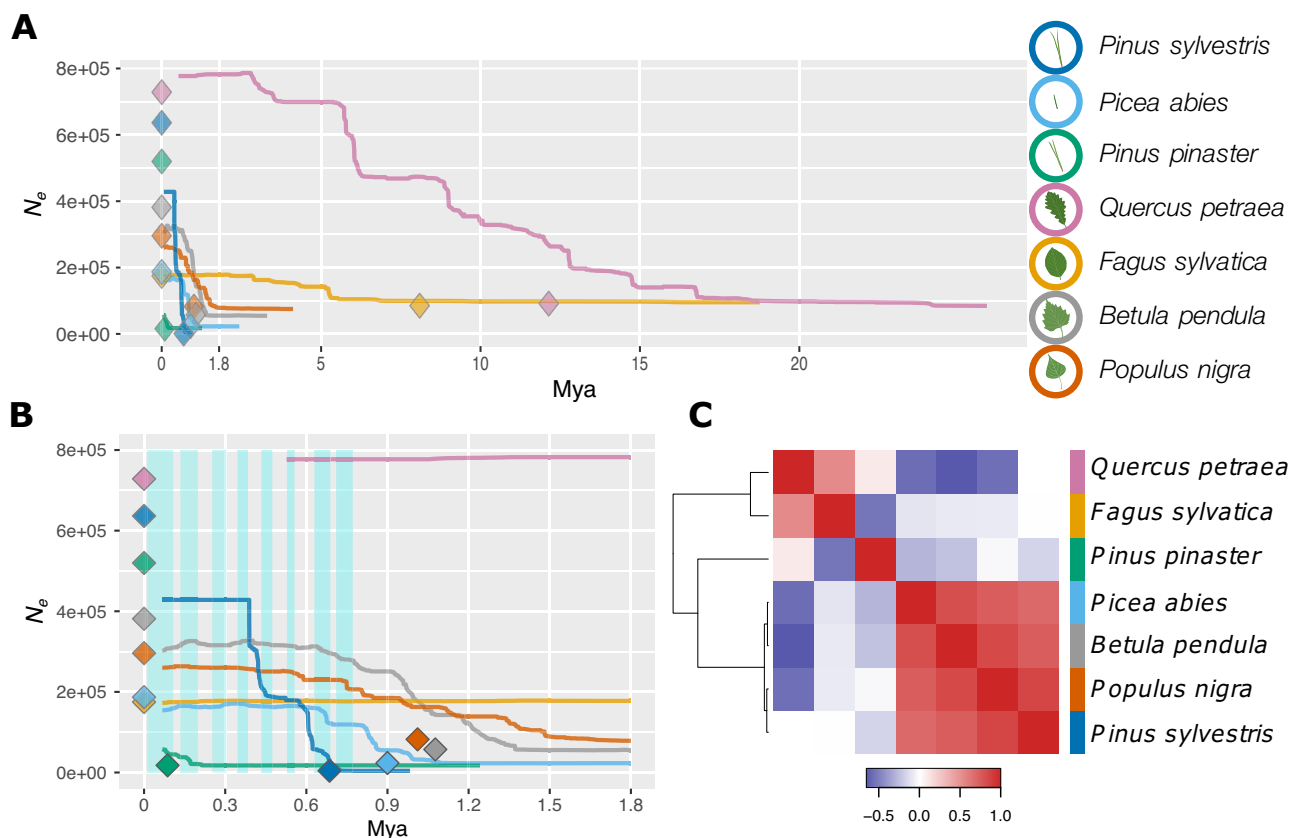 A
8e+05
6e+05
4e+05
2e+05
0e+00
Ne
0 1.8 5 10 15 20
Mya
Pinus sylvestris
Picea abies
Pinus pinaster
Quercus petraea
Fagus sylvatica
Betula pendula
Populus nigra
B
8e+05
6e+05
4e+05
2e+05
0e+00
Ne
0 0.3 0.6 0.9 1.2 1.5 1.8
Mya
C
Quercus petraea
Fagus sylvatica
Pinus pinaster
Picea abies
Betula pendula
Populus nigra
Pinus sylvestris
−0.5 0.0 0.5 1.0